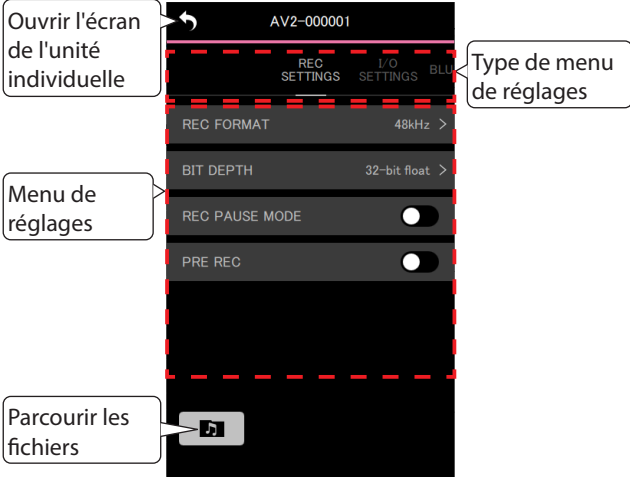 Ouvrir l'écran
de l'unité
individuelle
AV2-000001
REC
SETTINGS
I/O
SETTINGS
BLU
Type de menu
de réglages
REC FORMAT 48kHz >
BIT DEPTH 32-bit float >
Menu de
réglages
REC PAUSE MODE
PRE REC
Parcourir les
fichiers